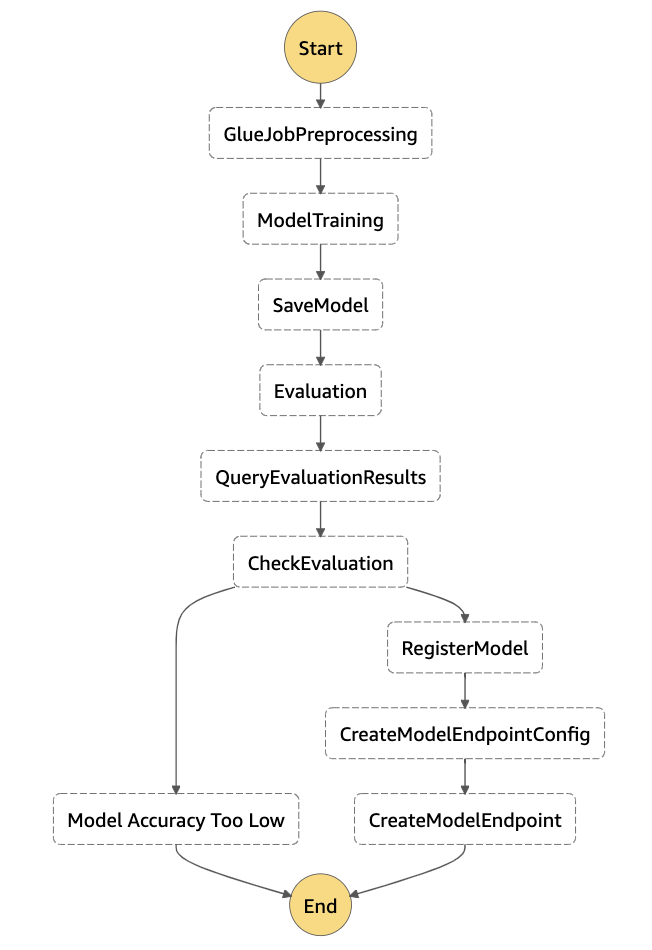 Start
GlueJobPreprocessing
ModelTraining
SaveModel
Evaluation
QueryEvaluationResults
CheckEvaluation
RegisterModel
CreateModelEndpointConfig
Model Accuracy Too Low
CreateModelEndpoint
End